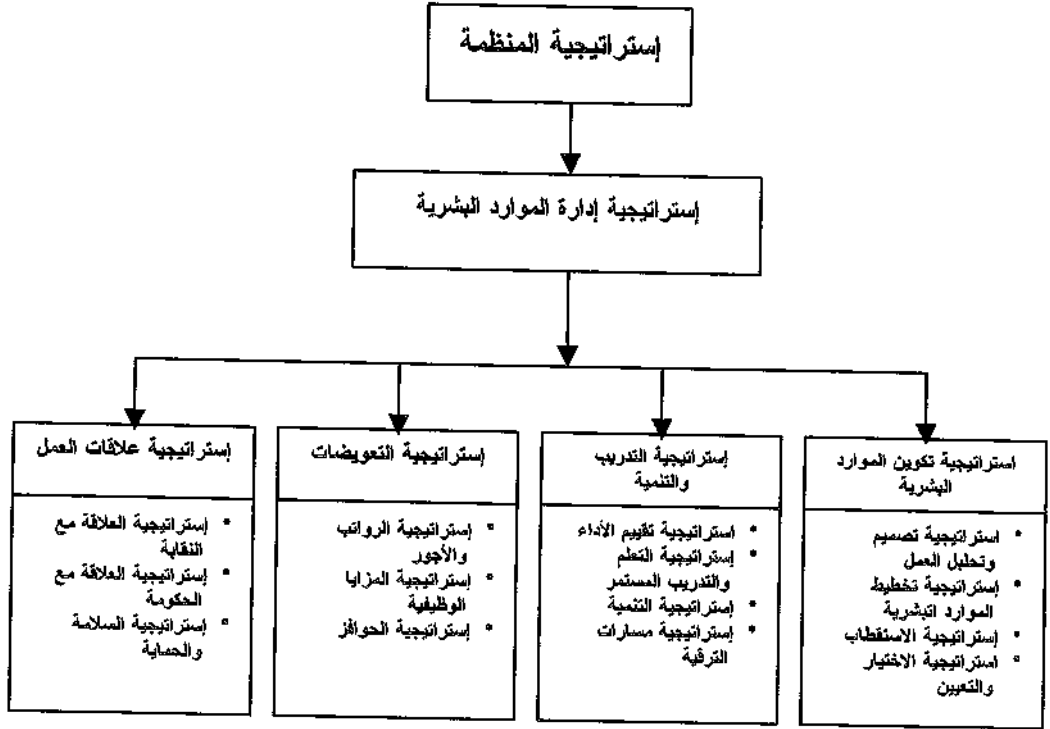 إستراتيجية المنظمة
إستراتيجية إدارة الموارد البشرية
استراتيجية تكوين الموارد
البشرية
* استراتيجية تصميم
وتحليل العمل
* إستراتيجية تخطيط
الموارد البشرية
* إستراتيجية الاستقطاب
* استراتيجية الاختيار
والتعيين
إستراتيجية التدريب
والتنمية
* استراتيجية تقييم الأداء
* إستراتيجية التعلم
والتدريب المستمر
* إستراتيجية التنمية
* إستراتيجية مسارات
الترقية
إستراتيجية التعويضات
* إستراتيجية الرواتب
والأجور
* إستراتيجية المزايا
الوظيفية
* إستراتيجية الحوافز
إستراتيجية علاقات العمل
* إستراتيجية العلاقة مع
النقابة
* إستراتيجية العلاقة مع
الحكومة
* إستراتيجية السلامة
والحماية